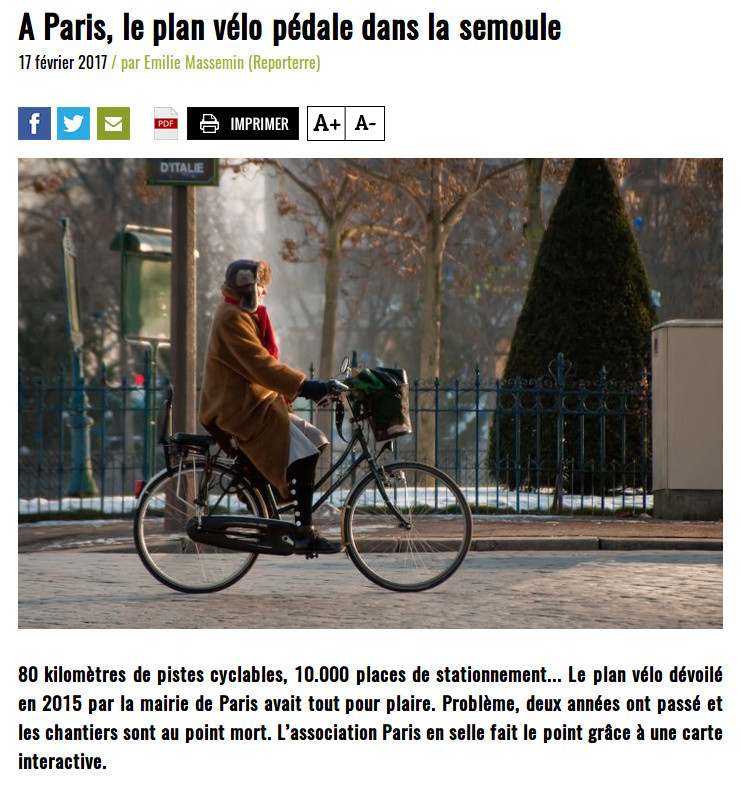 A Paris, le plan vélo pédale dans la semoule
17 février 2017 / par Emilie Massemin (Reporterre)
PDF
IMPRIMER
A+
A-
D'ITALIE
80 kilomètres de pistes cyclables, 10.000 places de stationnement... Le plan vélo dévoilé
en 2015 par la mairie de Paris avait tout pour plaire. Problème, deux années ont passé et
les chantiers sont au point mort. L'association Paris en selle fait le point grâce à une carte
interactive.